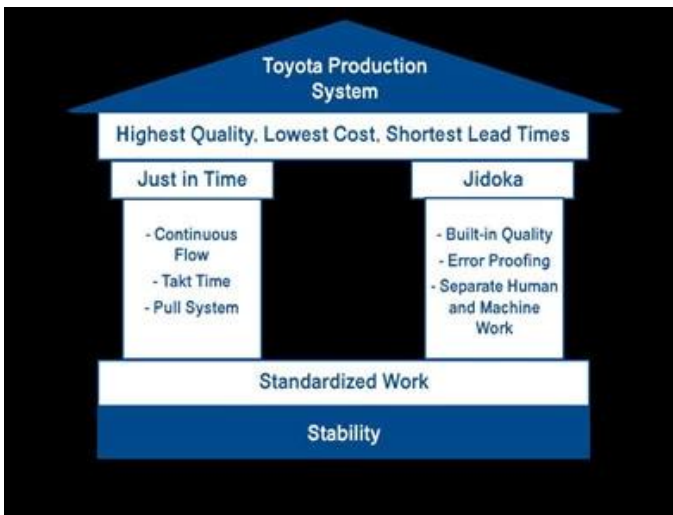 Toyota Production
System
Highest Quality, Lowest Cost, Shortest Lead Times
Just in Time
- Continuous
Flow
- Takt Time
- Pull System
Jidoka
- Built-in Quality
- Error Proofing
- Separate Human
and Machine
Work
Standardized Work
Stability